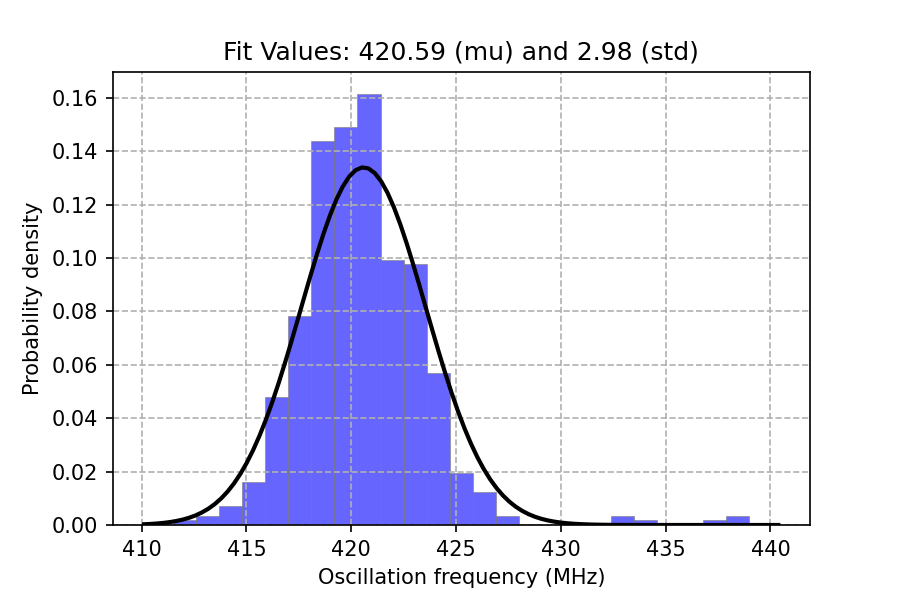 Fit Values: 420.59 (mu) and 2.98 (std)
Probability density
0.16
0.14
0.12
0.10
0.08
0.06
0.04
0.02
0.00
410 415 420 425 430 435 440
Oscillation frequency (MHz)